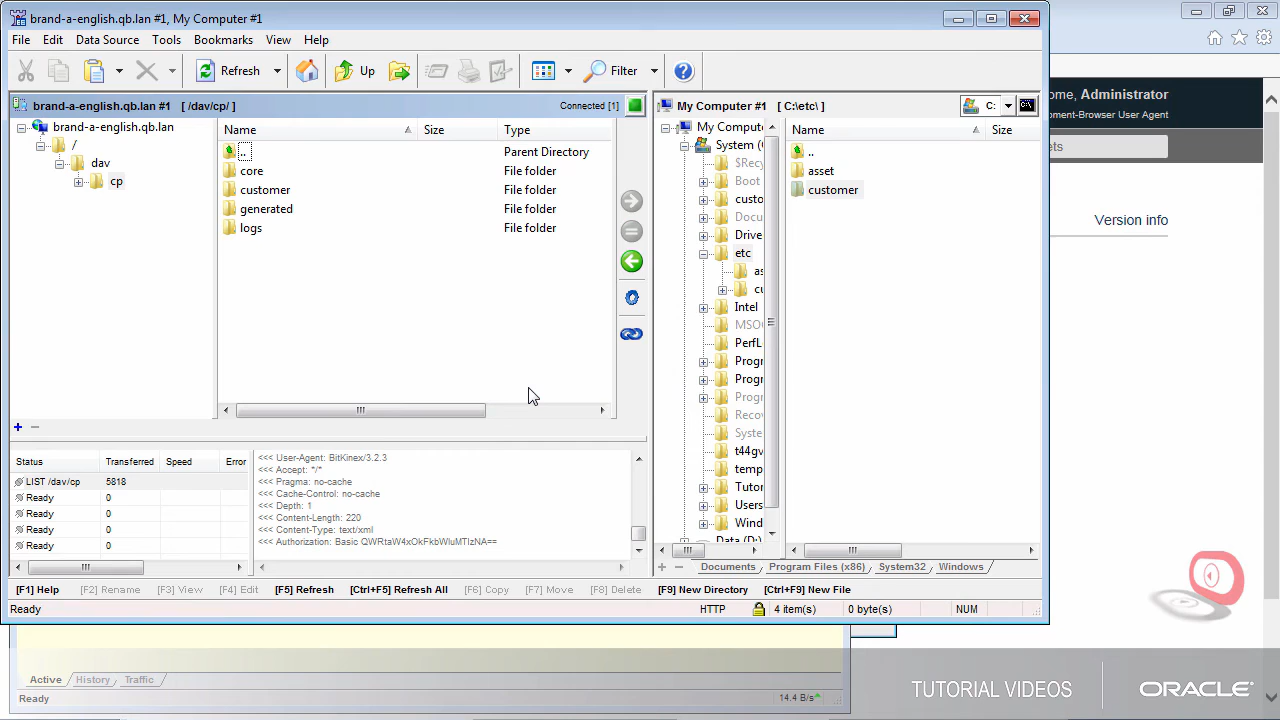 brand-a-english.qb.lan #1, My Computer #1
File Edit Data Source Tools Bookmarks View Help
Refresh Up Filter
brand-a-english.qb.lan #1 [ /dav/cp/ ] Connected [1]
brand-a-english.qb.lan
/
dav
cp
Name Size Type
Parent Directory
core File folder
customer File folder
generated File folder
logs File folder
My Computer #1 [ C:\etc\ ] C:
My Compute
System (
$Recy
Boot
custo
Docu
Drive
etc
as
cu
Intel
MSO
PerfL
Progr
Progr
Progr
Reco
Syste
t44gv
temp
Tutor
Users
Wind
Data (D:)
Name Size
..
asset
customer
Documents Program Files (x86) System32 Windows
Status Transferred Speed Error
LIST /dav/cp 5818
Ready 0
Ready 0
Ready 0
Ready 0
<<< User-Agent: BitKinex/3.2.3
<<< Accept: */*
<<< Pragma: no-cache
<<< Cache-Control: no-cache
<<< Depth: 1
<<< Content-Length: 220
<<< Content-Type: text/xml
<<< Authorization: Basic QWRtaW4xOkFkbWluMTIzNA==
[F1] Help [F2] Rename [F3] View [F4] Edit [F5] Refresh [Ctrl+F5] Refresh All [F6] Copy [F7] Move [F8] Delete [F9] New Directory [Ctrl+F9] New File
Ready HTTP 4 item(s) 0 byte(s) NUM
ome, Administrator
oment-Browser User Agent
ets
Version info
Active History Traffic
Ready 14.4 B/s
TUTORIAL VIDEOS ORACLE